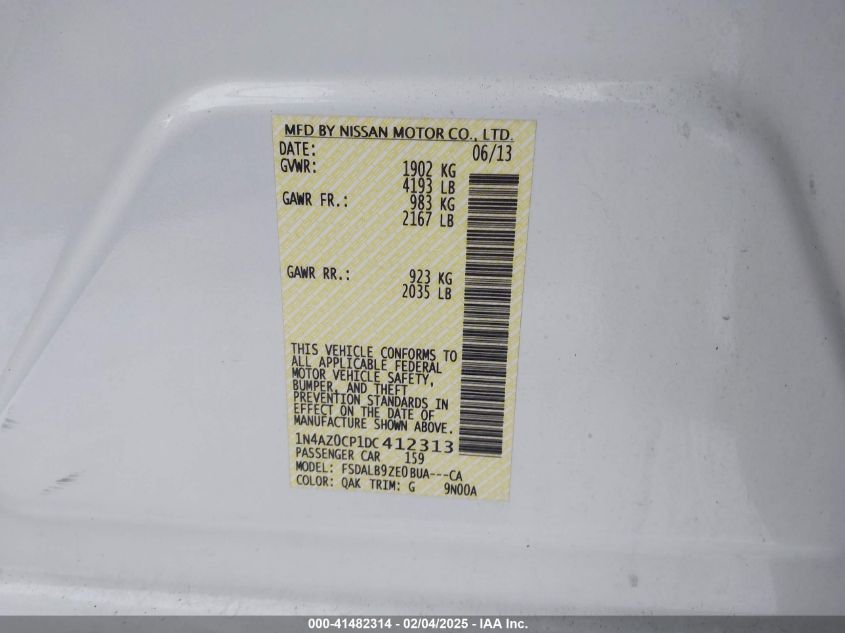 MFD BY NISSAN MOTOR CO., LTD.
DATE: 06/13
GVWR: 1902 KG
4193 LB
GAWR FR.: 983 KG
2167 LB
GAWR RR.: 923 KG
2035 LB
THIS VEHICLE CONFORMS TO
ALL APPLICABLE FEDERAL
MOTOR VEHICLE SAFETY,
BUMPER, AND THEFT
PREVENTION STANDARDS IN
EFFECT ON THE DATE OF
MANUFACTURE SHOWN ABOVE.
1N4AZ0CP1DC412313
PASSENGER CAR 159
MODEL: FSDALB9ZE0BUA---CA
COLOR: QAK TRIM: G 9N00A
000-41482314 - 02/04/2025 - IAA Inc.